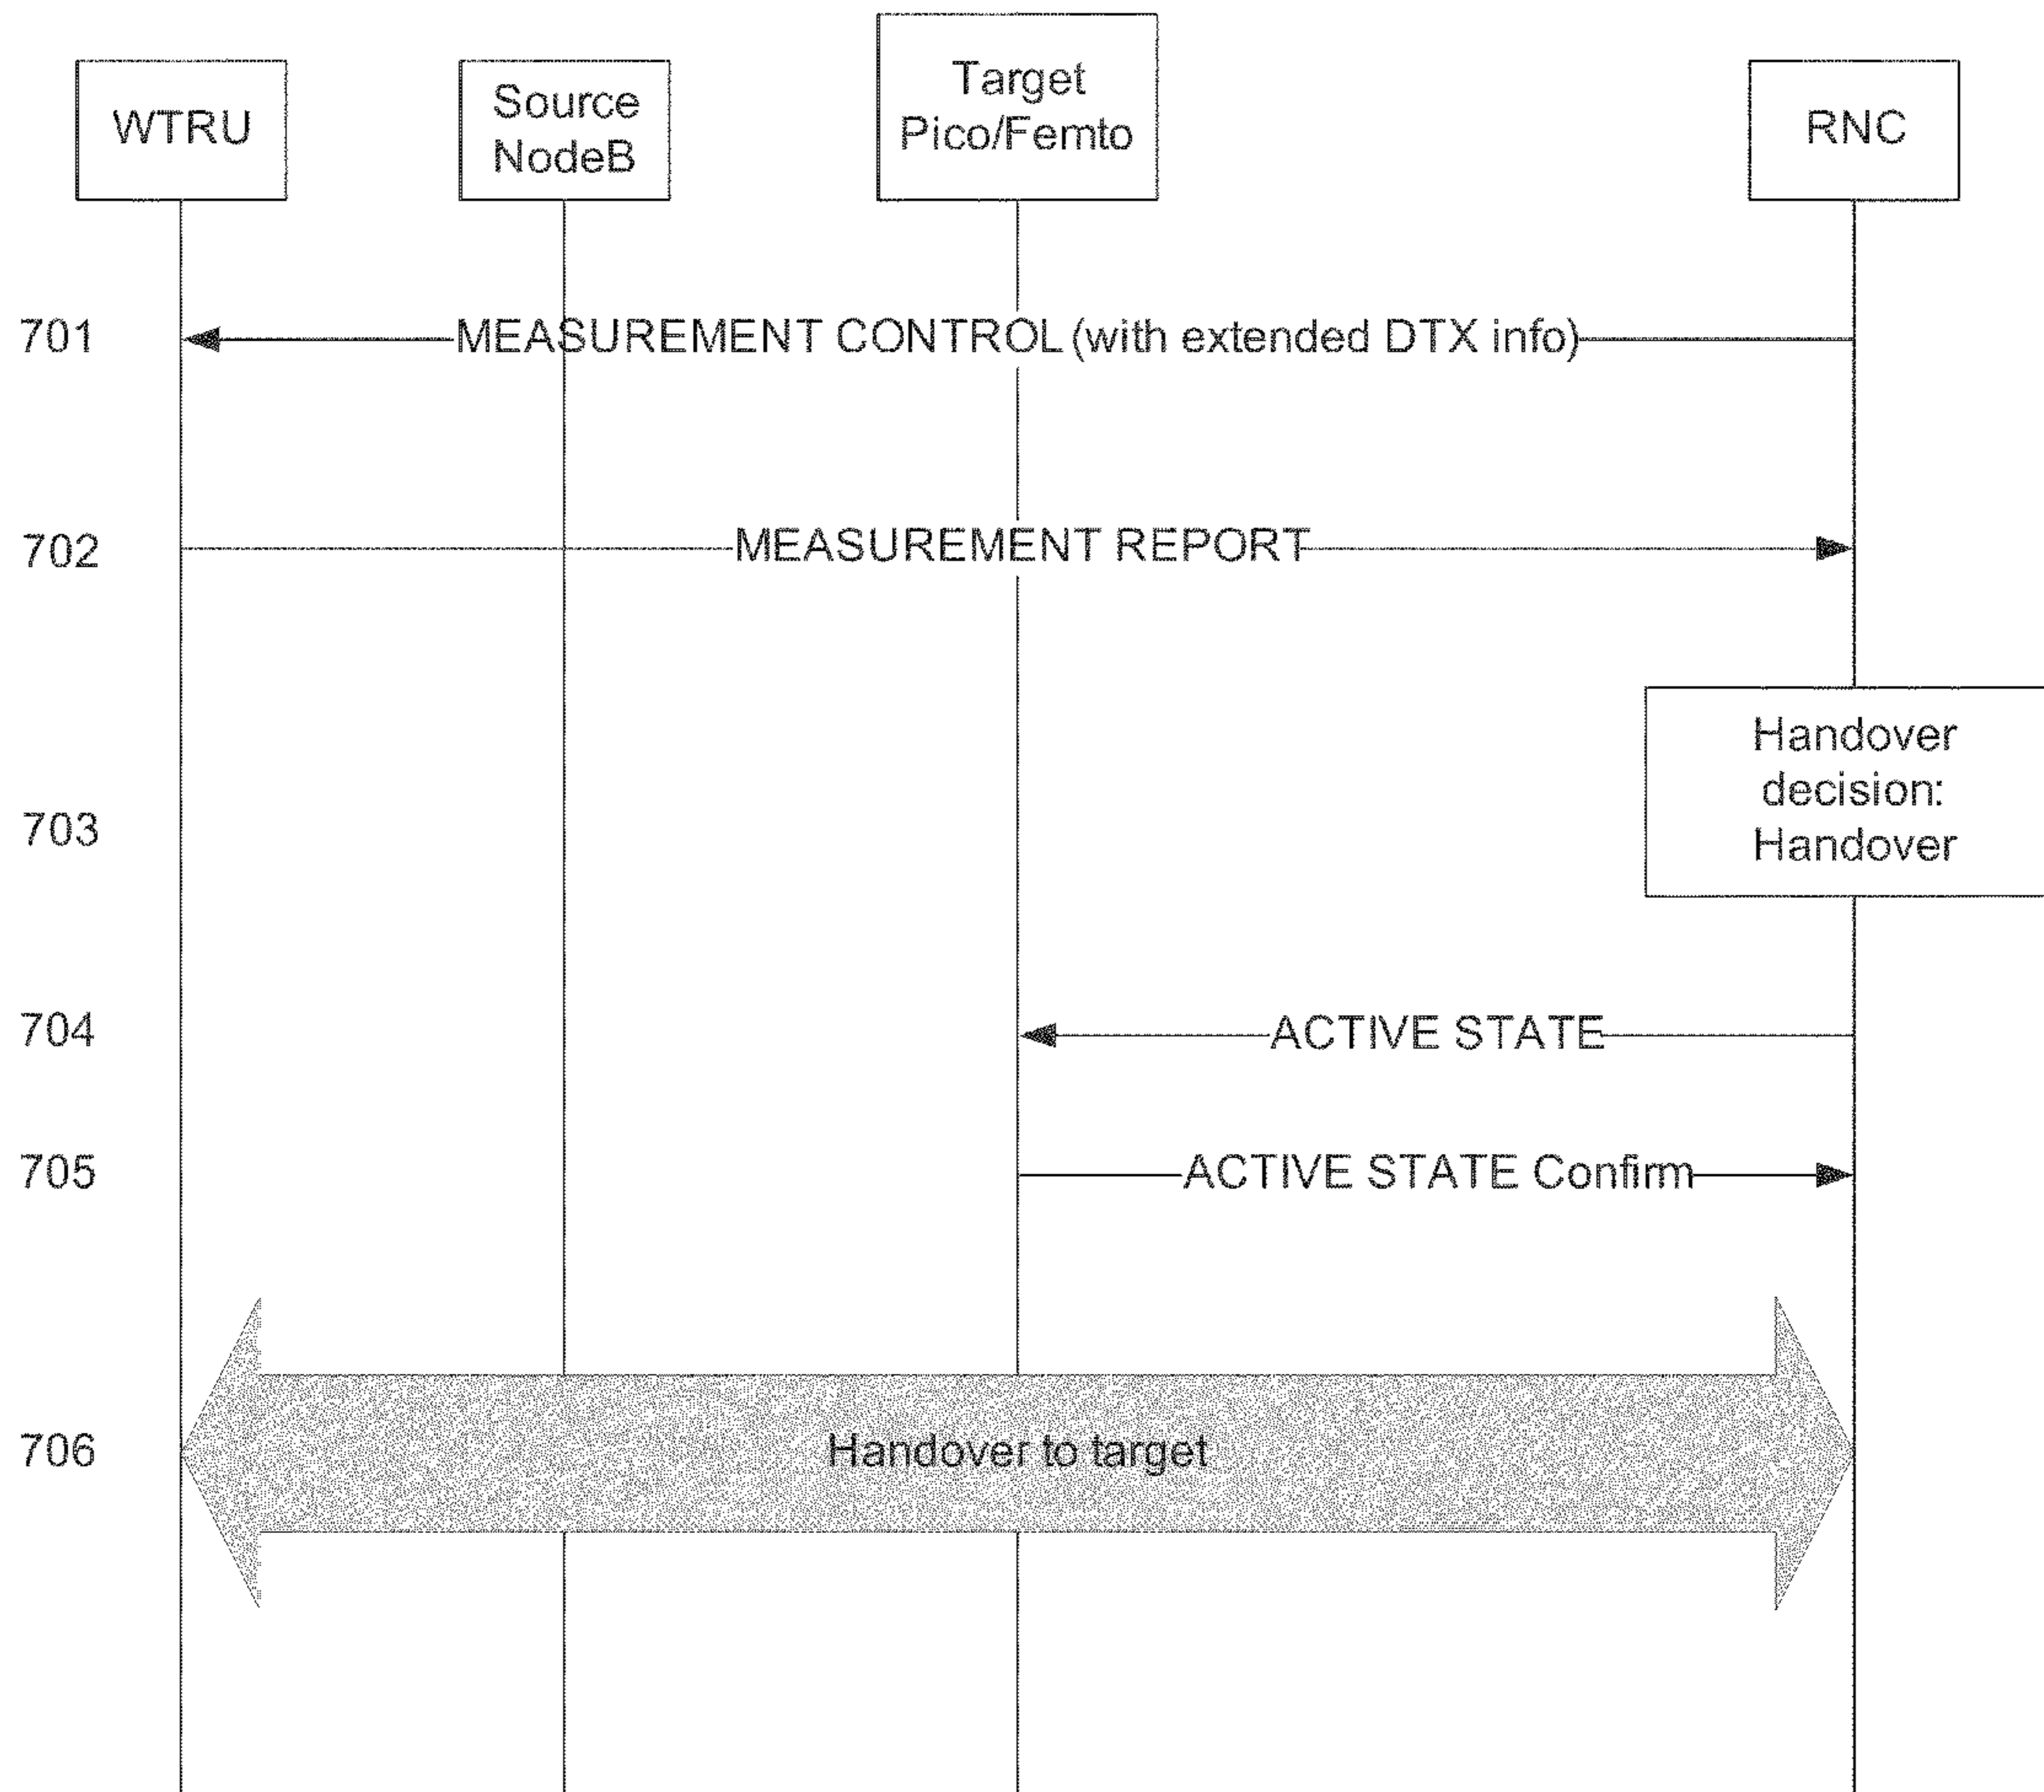 WTRU
Source
NodeB
Target
Pico/Femto
RNC
701
MEASUREMENT CONTROL (with extended DTX info)
702
MEASUREMENT REPORT
703
Handover
decision:
Handover
704
ACTIVE STATE
705
ACTIVE STATE Confirm
706
Handover to target